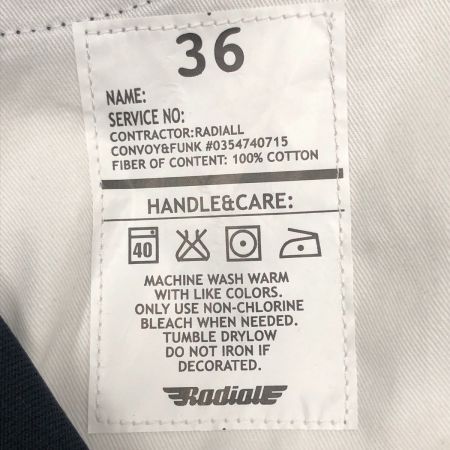 36
NAME:
SERVICE NO:
CONTRACTOR:RADIALL
CONVOY&FUNK #0354740715
FIBER OF CONTENT: 100% COTTON
HANDLE&CARE:
40
MACHINE WASH WARM
WITH LIKE COLORS.
ONLY USE NON-CHLORINE
BLEACH WHEN NEEDED.
TUMBLE DRYLOW
DO NOT IRON IF
DECORATED.
Radiall